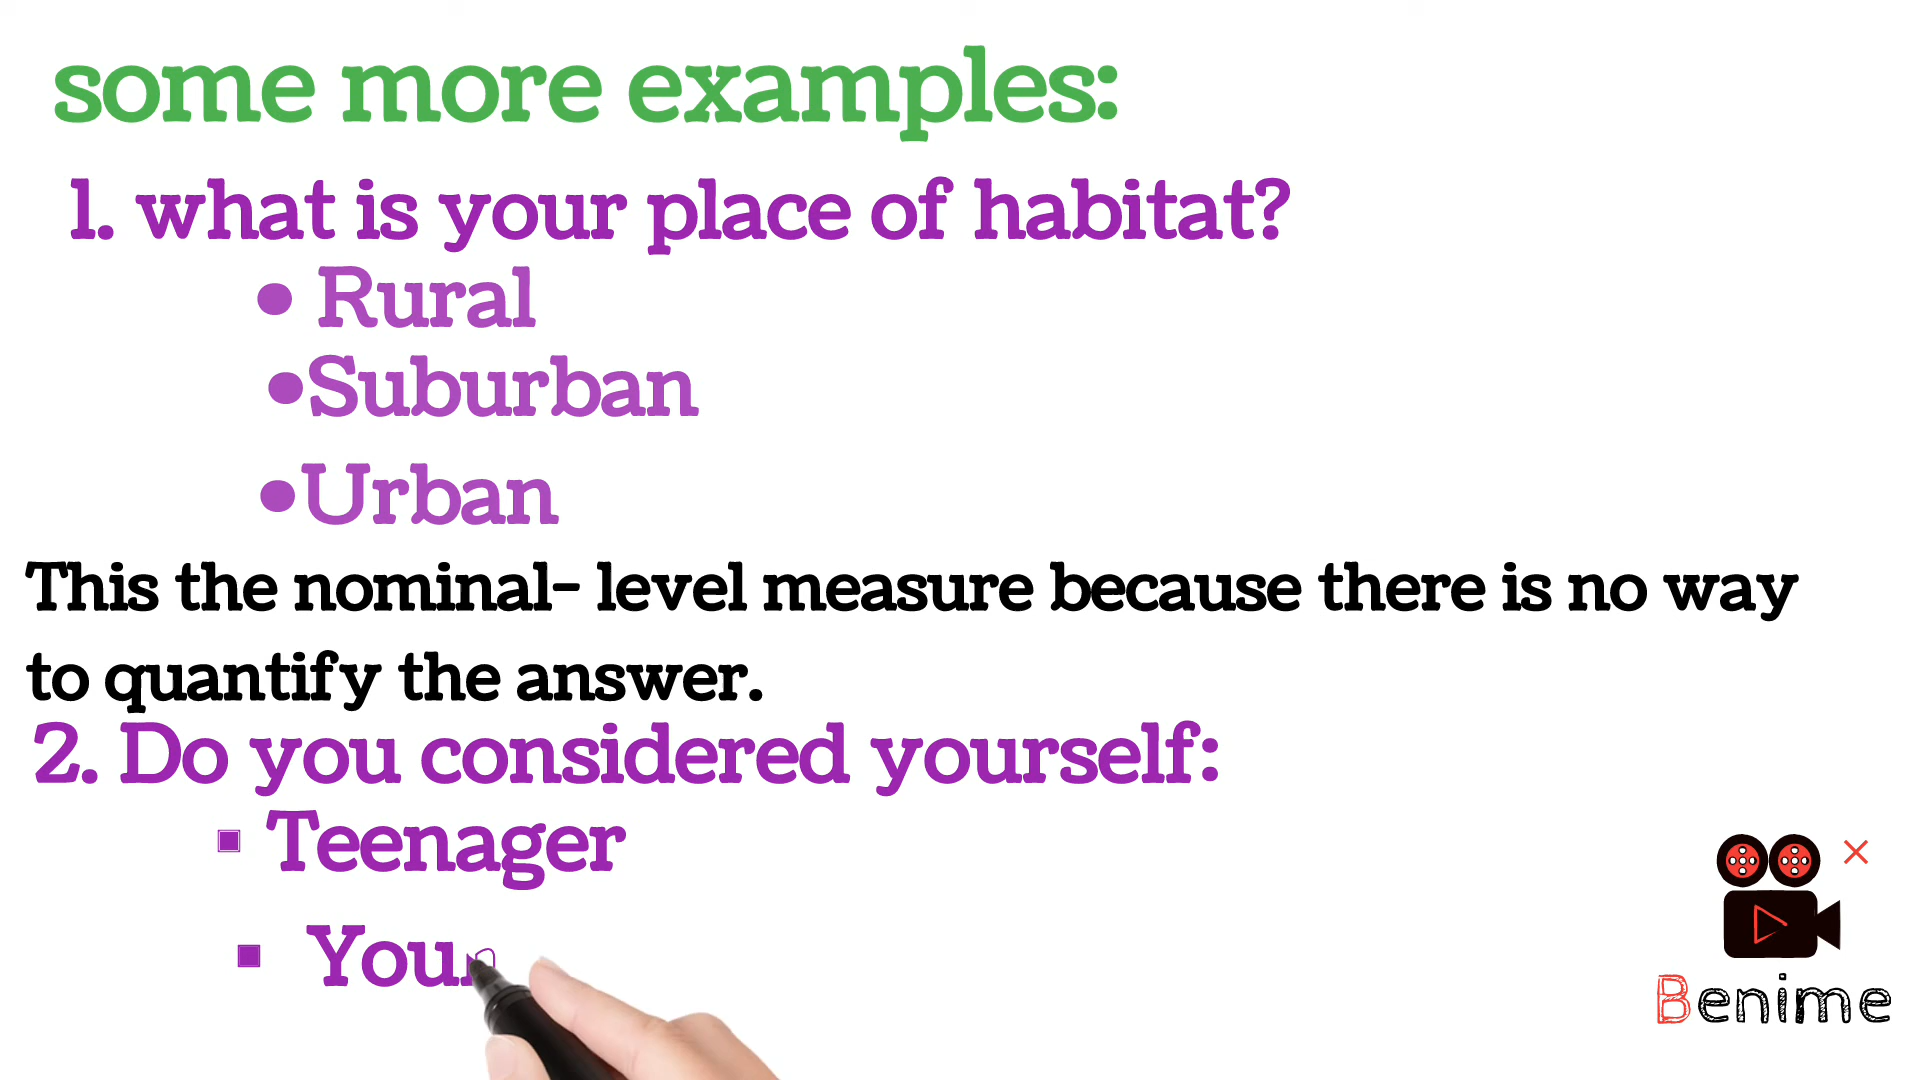 some more examples:
1. what is your place of habitat?
• Rural
•Suburban
•Urban
This the nominal- level measure because there is no way
to quantify the answer.
2. Do you considered yourself:
▣ Teenager
▣
Benime